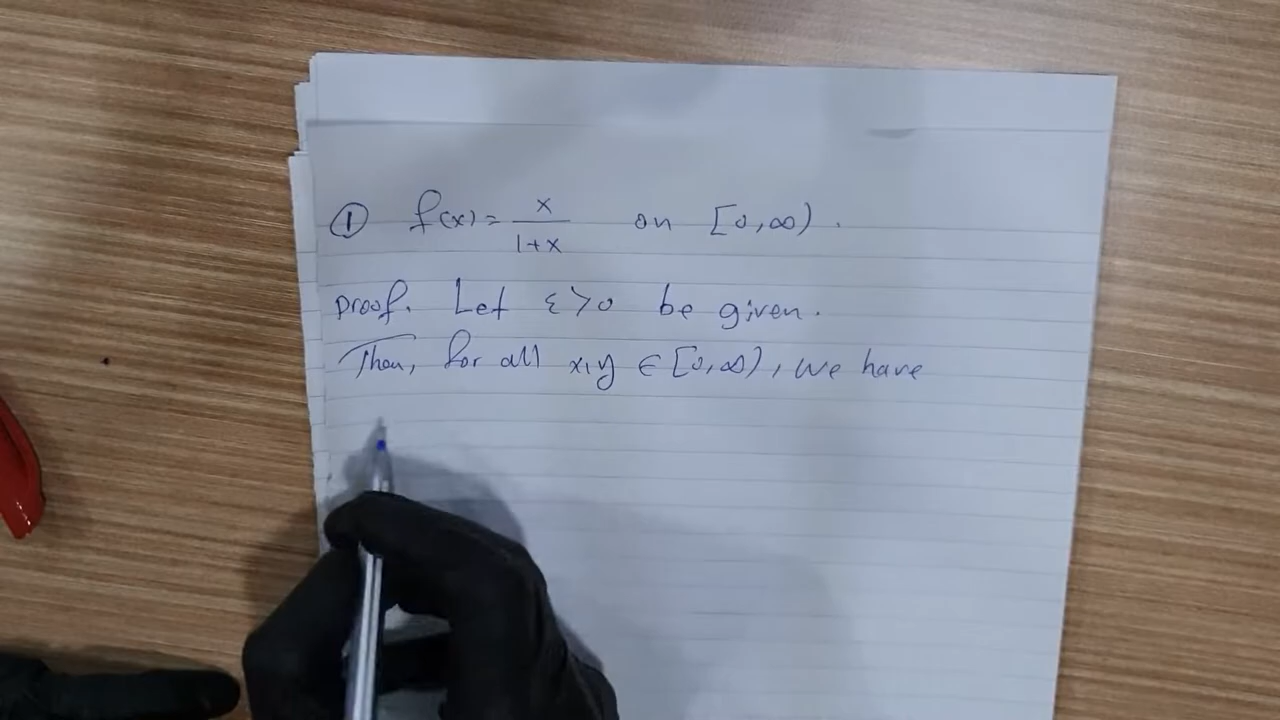 ① f(x) = x/(1+x) on [0,∞).
Proof. Let ε>0 be given.
Then, for all x,y ∈ [0,∞), we have